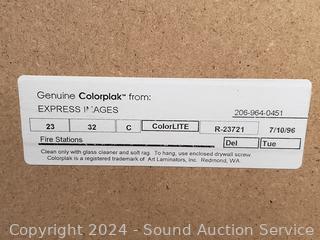 Genuine Colorplak™ from:
EXPRESS IMAGES
206-964-0451
23 32 C ColorLITE R-23721 7/10/96
Fire Stations Del Tue
Clean only with glass cleaner and soft rag. To hang, use enclosed drywall screw.
Colorplak is a registered trademark of Art Laminators, Inc. Redmond, WA
Copyright 2024 - Sound Auction Service